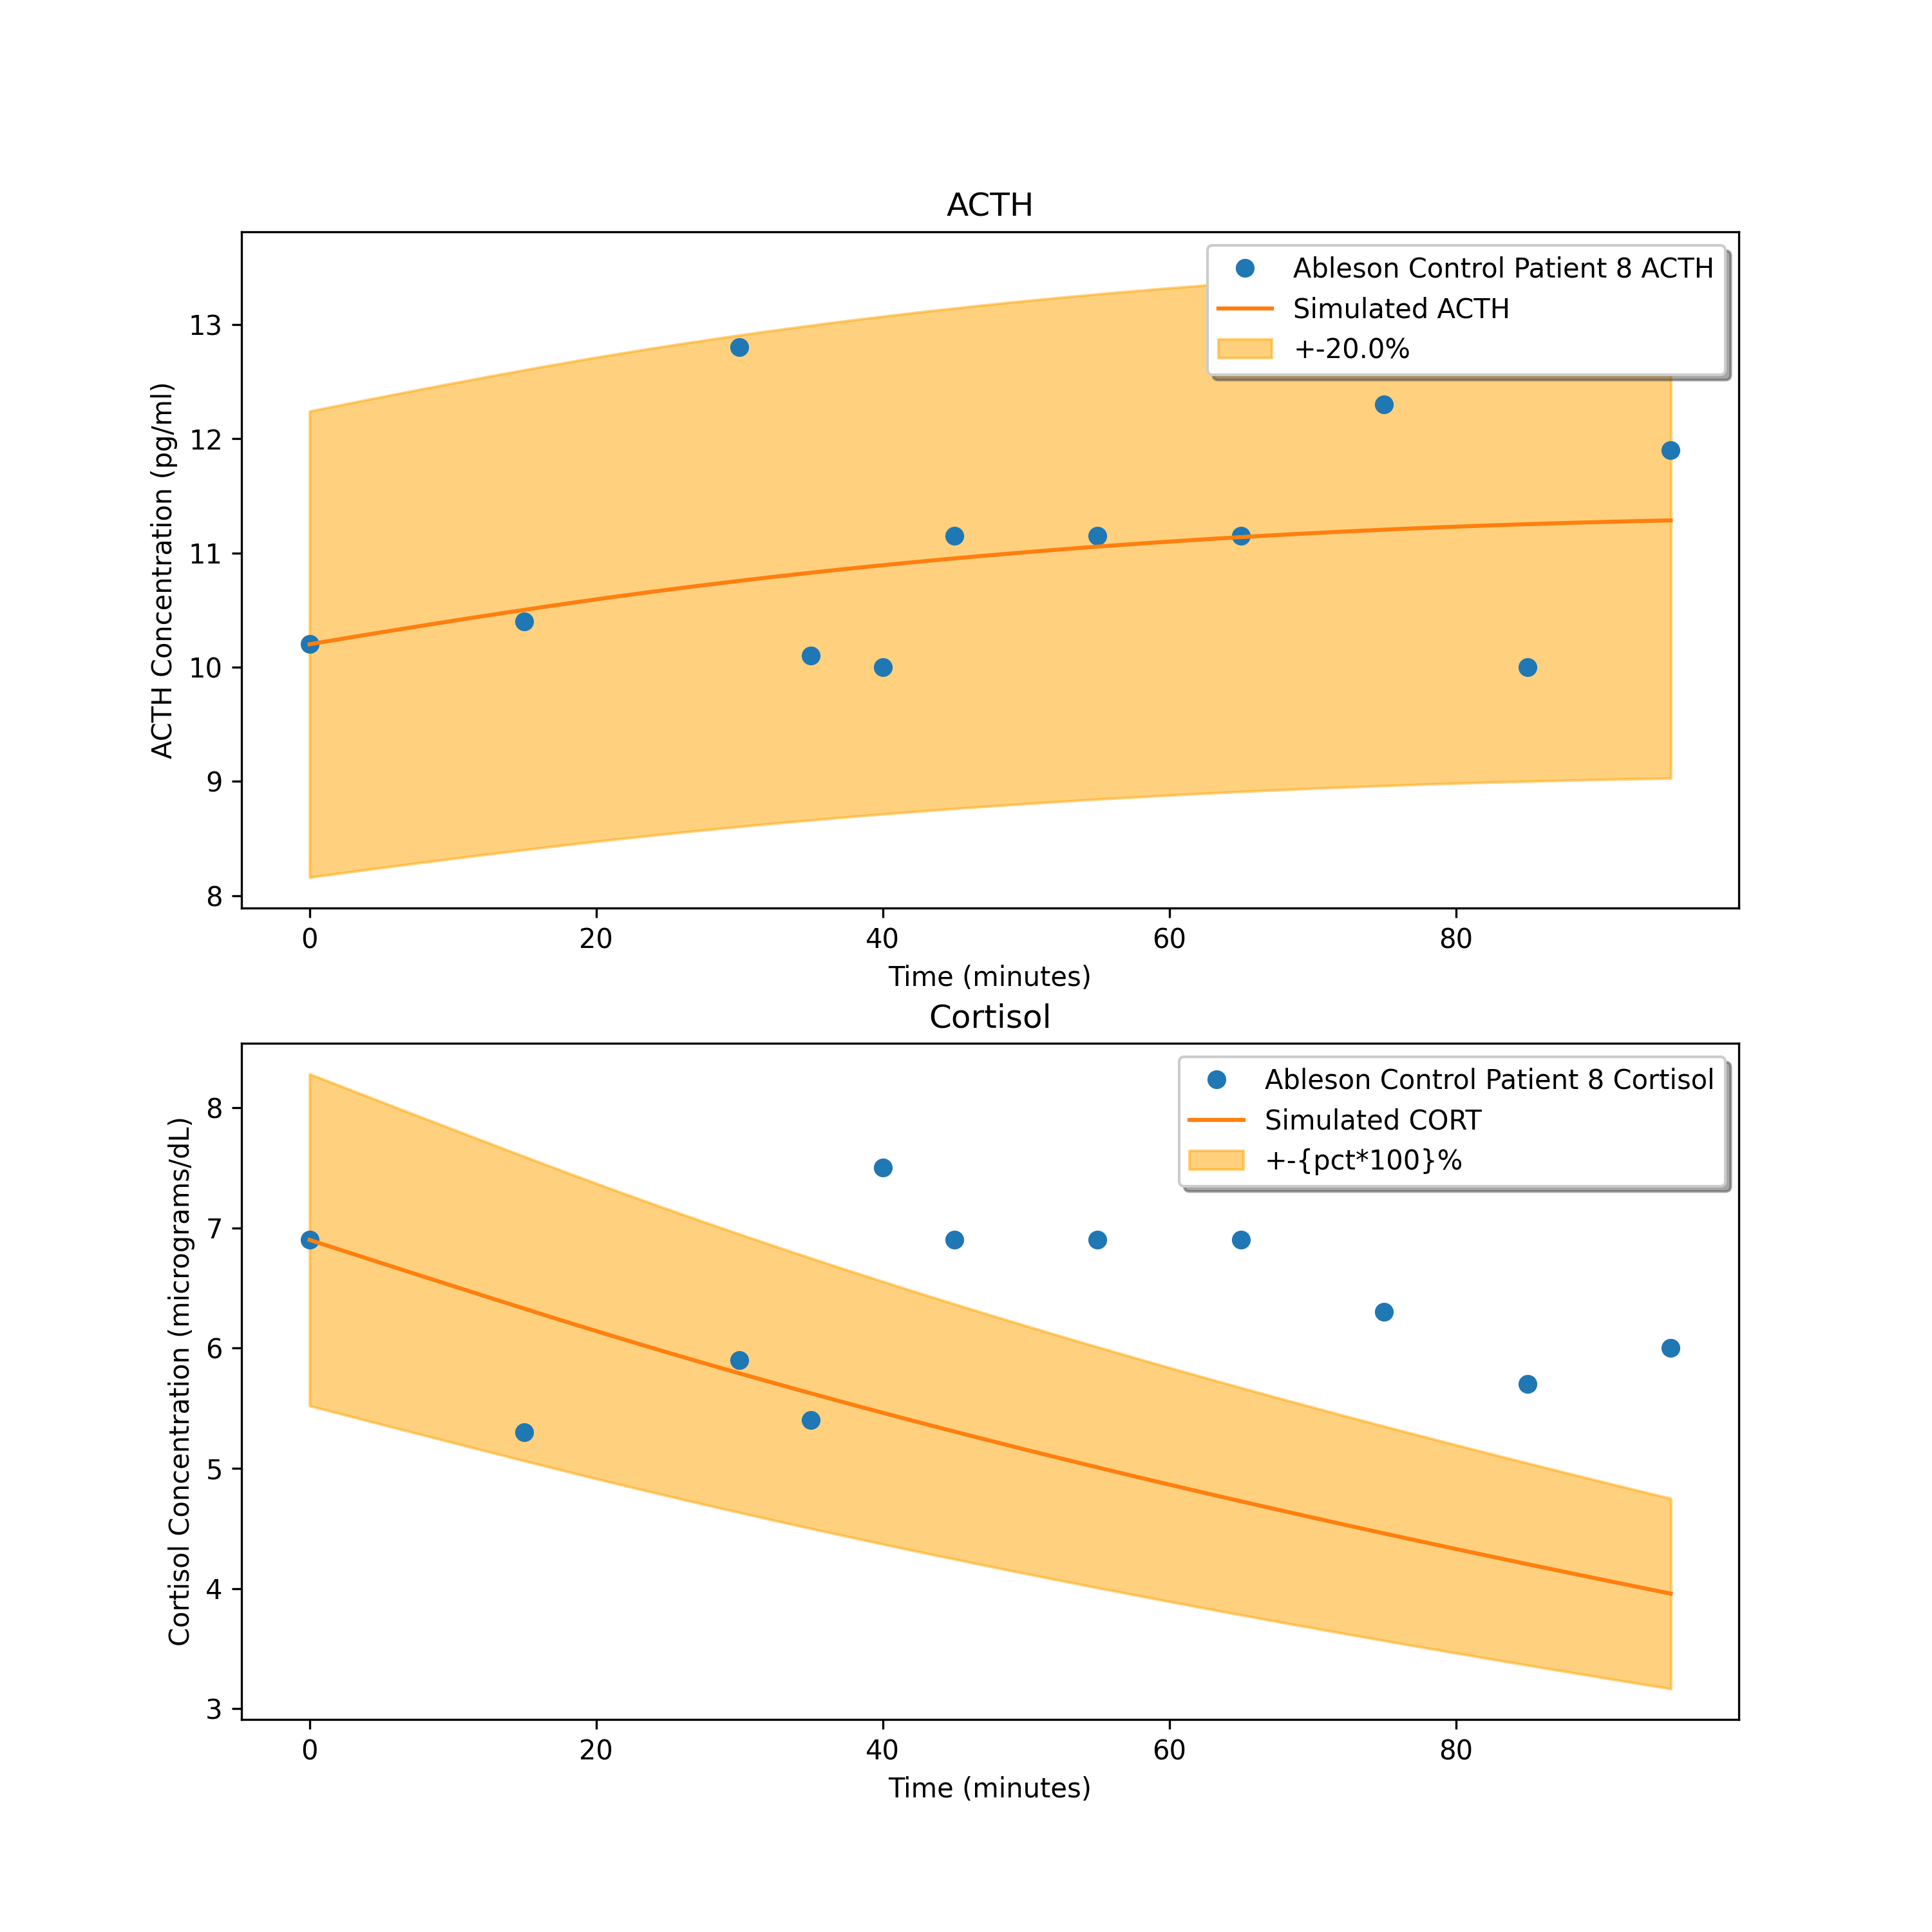 ACTH
Ableson Control Patient 8 ACTH
Simulated ACTH
+-20.0%
ACTH Concentration (pg/ml)
13
12
11
10
9
8
0 20 40 60 80
Time (minutes)
Cortisol
Ableson Control Patient 8 Cortisol
Simulated CORT
+-{pct*100}%
Cortisol Concentration (micrograms/dL)
8
7
6
5
4
3
0 20 40 60 80
Time (minutes)